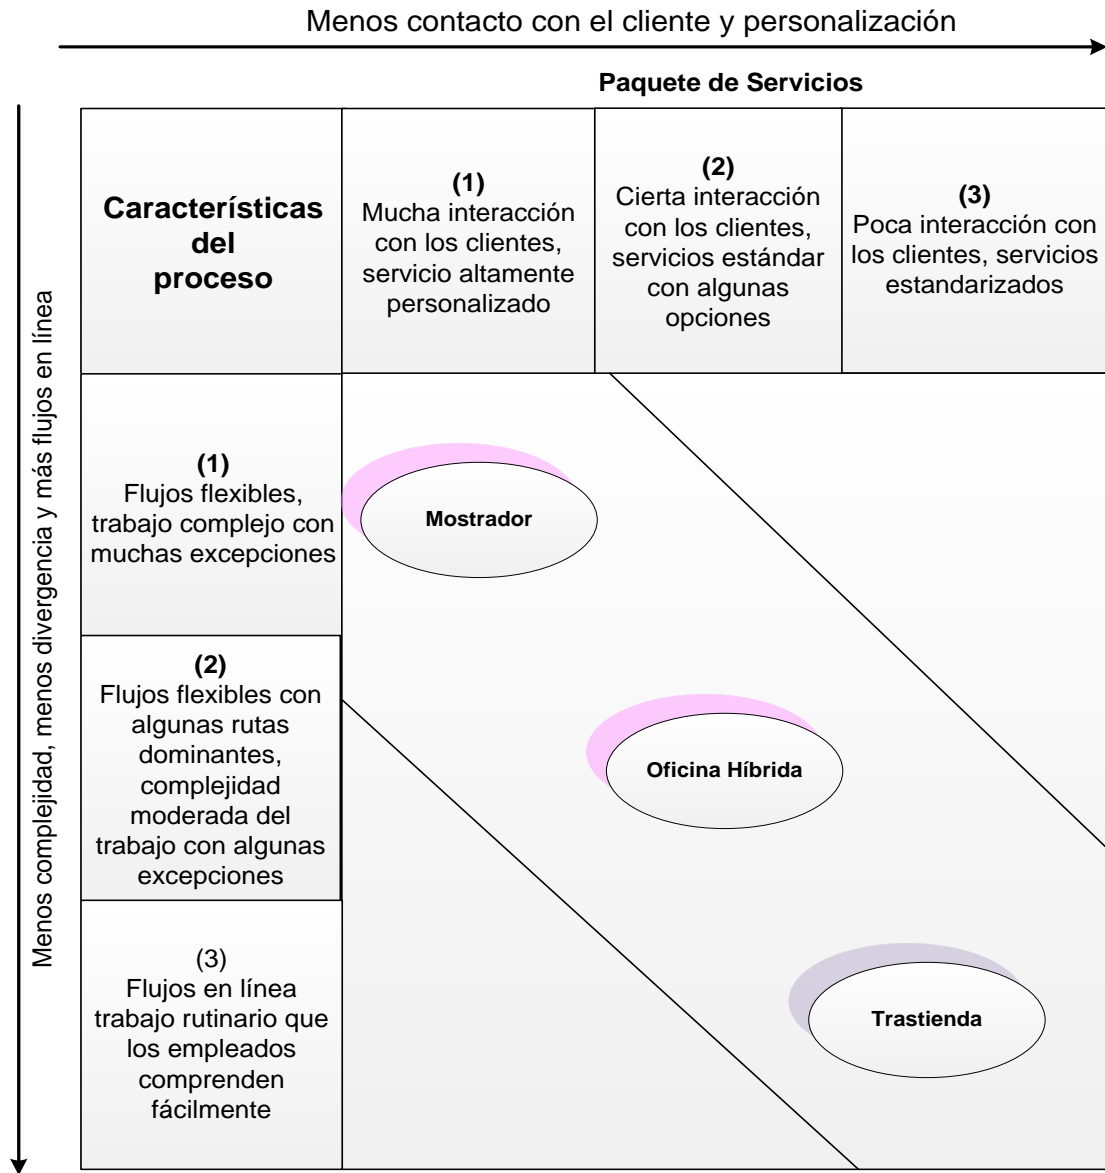 Menos contacto con el cliente y personalización
Paquete de Servicios
Características
del
proceso
(1)
Mucha interacción
con los clientes,
servicio altamente
personalizado
(2)
Cierta interacción
con los clientes,
servicios estándar
con algunas
opciones
(3)
Poca interacción con
los clientes, servicios
estandarizados
Menos complejidad, menos divergencia y más flujos en línea
(1)
Flujos flexibles,
trabajo complejo con
muchas excepciones
Mostrador
(2)
Flujos flexibles con
algunas rutas
dominantes,
complejidad
moderada del
trabajo con algunas
excepciones
Oficina Híbrida
(3)
Flujos en línea
trabajo rutinario que
los empleados
comprenden
fácilmente
Trastienda